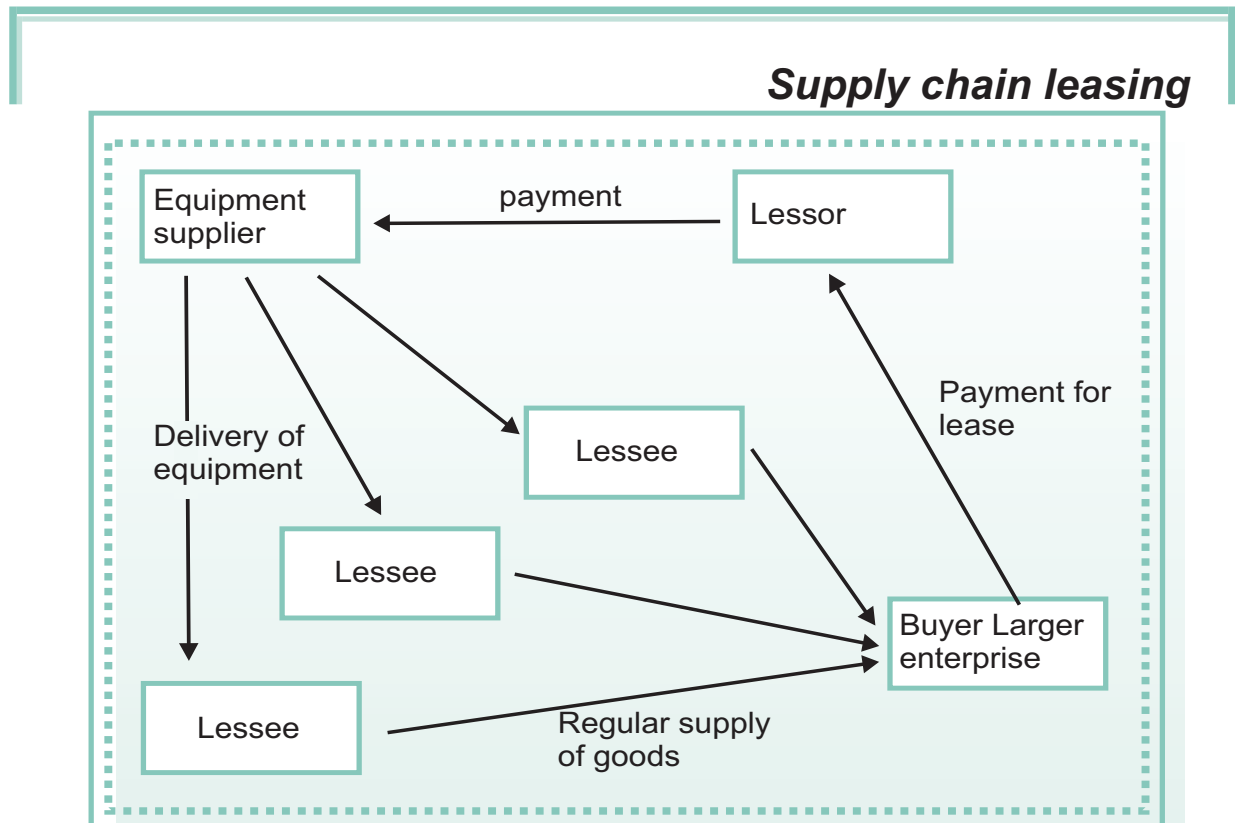 Supply chain leasing
Equipment
supplier
payment
Lessor
Payment for
lease
Delivery of
equipment
Lessee
Lessee
Buyer Larger
enterprise
Lessee
Regular supply
of goods